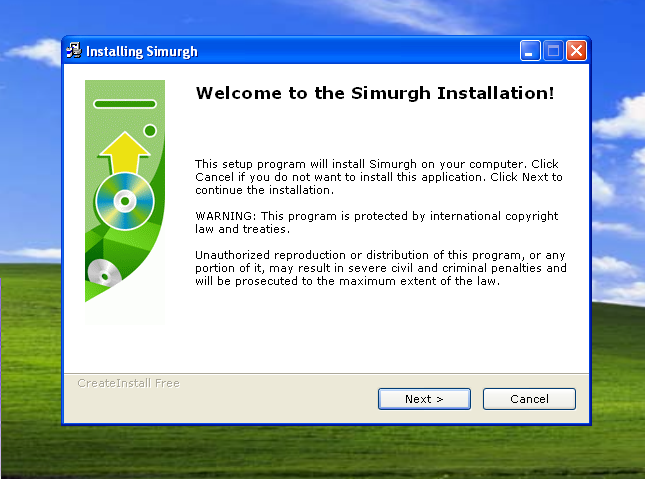 Installing Simurgh
Welcome to the Simurgh Installation!
This setup program will install Simurgh on your computer. Click
Cancel if you do not want to install this application. Click Next to
continue the installation.
WARNING: This program is protected by international copyright
law and treaties.
Unauthorized reproduction or distribution of this program, or any
portion of it, may result in severe civil and criminal penalties and
will be prosecuted to the maximum extent of the law.
CreateInstall Free
Next >
Cancel